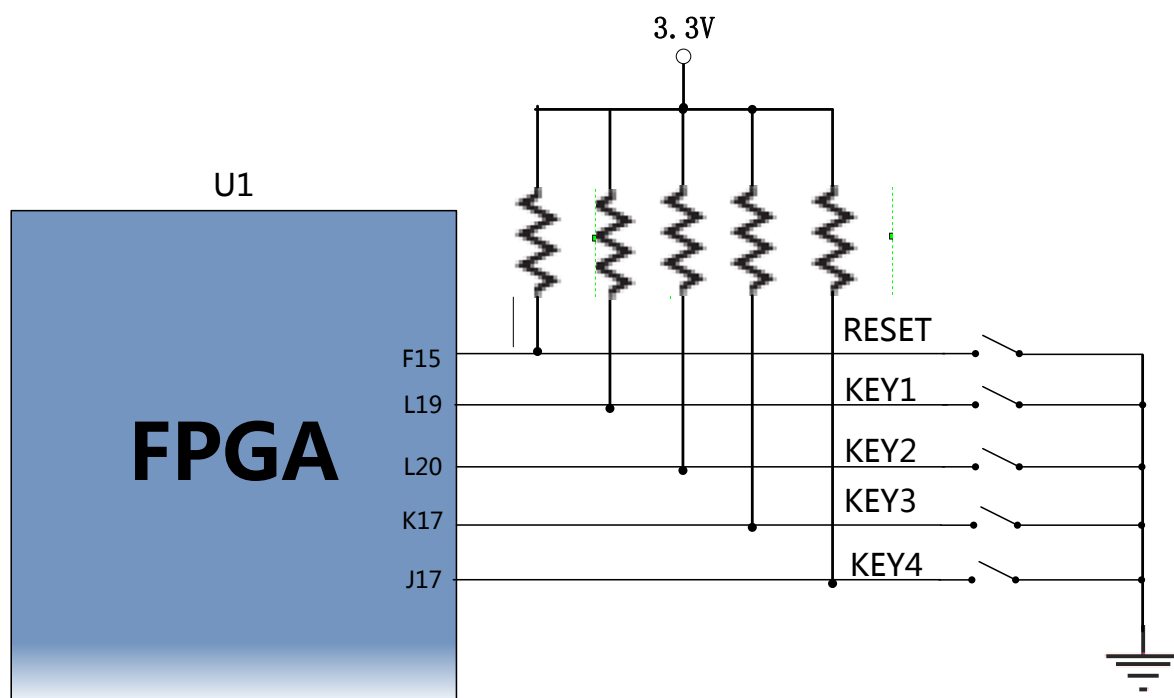 3.3V
U1
RESET
F15
KEY1
L19
FPGA
KEY2
L20
KEY3
K17
KEY4
J17